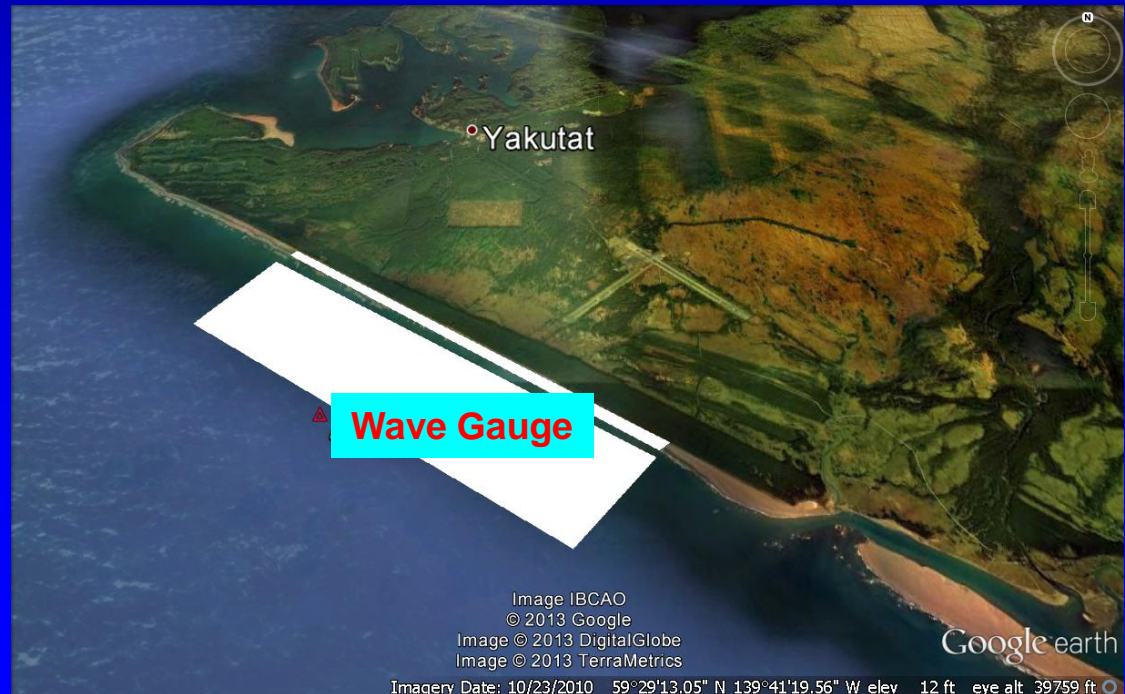 N
Yakutat
Wave Gauge
Image IBCAO
© 2013 Google
Image © 2013 DigitalGlobe
Image © 2013 TerraMetrics
Google earth
Imagery Date: 10/23/2010 59°29'13.05" N 139°41'19.56" W elev 12 ft eye alt 39759 ft